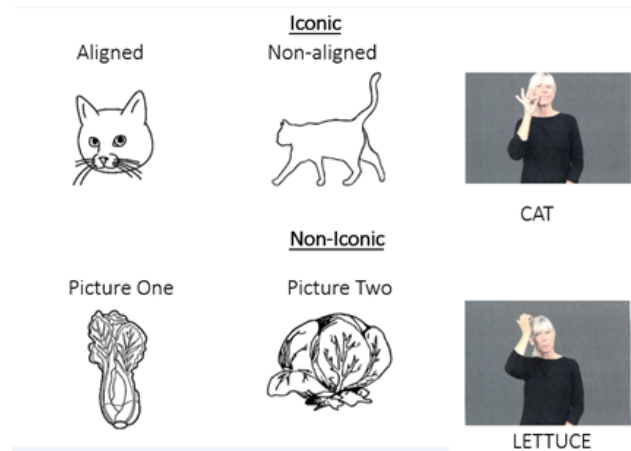 Iconic
Aligned Non-aligned
CAT
Non-Iconic
Picture One Picture Two
LETTUCE